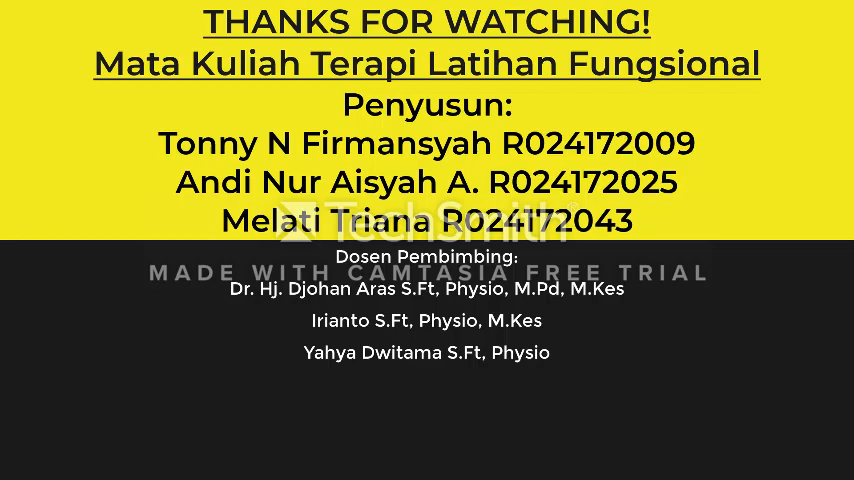 THANKS FOR WATCHING!
Mata Kuliah Terapi Latihan Fungsional
Penyusun:
Tonny N Firmansyah R024172009
Andi Nur Aisyah A. R024172025
Melati Triana R024172043
TechSmith®
Dosen Pembimbing:
MADE WITH CAMTASIA FREE TRIAL
Dr. Hj. Djohan Aras S.Ft, Physio, M.Pd, M.Kes
Irianto S.Ft, Physio, M.Kes
Yahya Dwitama S.Ft, Physio